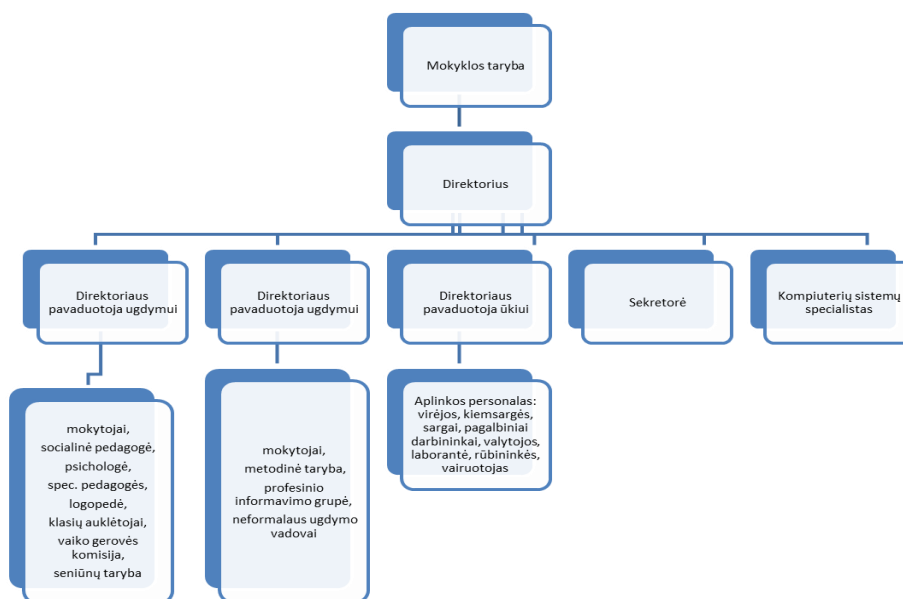 Mokyklos taryba
Direktorius
Direktoriaus
pavaduotoja ugdymui
Direktoriaus
pavaduotoja ugdymui
Direktoriaus
pavaduotoja ūkiui
Sekretorė
Kompiuterių sistemų
specialistas
mokytojai,
socialinė pedagogė,
psichologė,
spec. pedagogės,
logopedė,
klasių auklėtojai,
vaiko gerovės
komisija,
seniūnų taryba
mokytojai,
metodinė taryba,
profesinio
informavimo grupė,
neformalaus ugdymo
vadovai
Aplinkos personalas:
virėjos, kiemsargės,
sargai, pagalbiniai
darbininkai, valytojos,
laborantė, rūbininkės,
vairuotojas